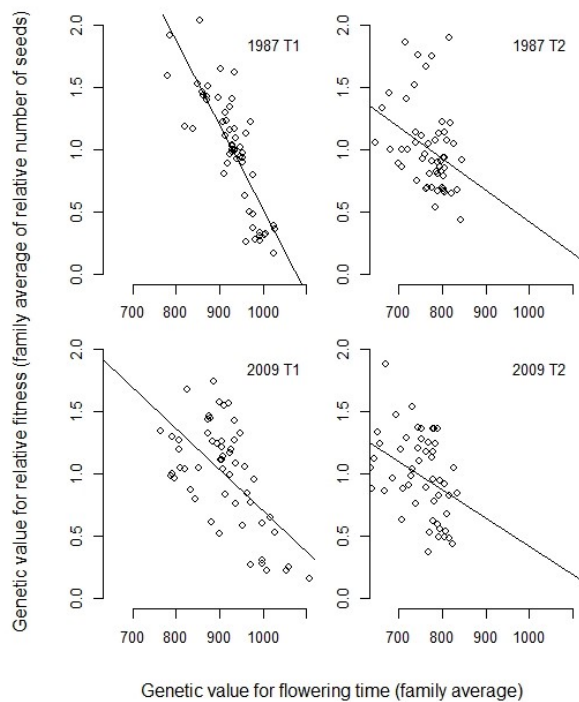 Genetic value for relative fitness (family average of relative number of seeds)
1987 T1
2.0
1.5
1.0
0.5
0.0
700 800 900 1000
1987 T2
2.0
1.5
1.0
0.5
0.0
700 800 900 1000
2009 T1
2.0
1.5
1.0
0.5
0.0
700 800 900 1000
2009 T2
2.0
1.5
1.0
0.5
0.0
700 800 900 1000
Genetic value for flowering time (family average)